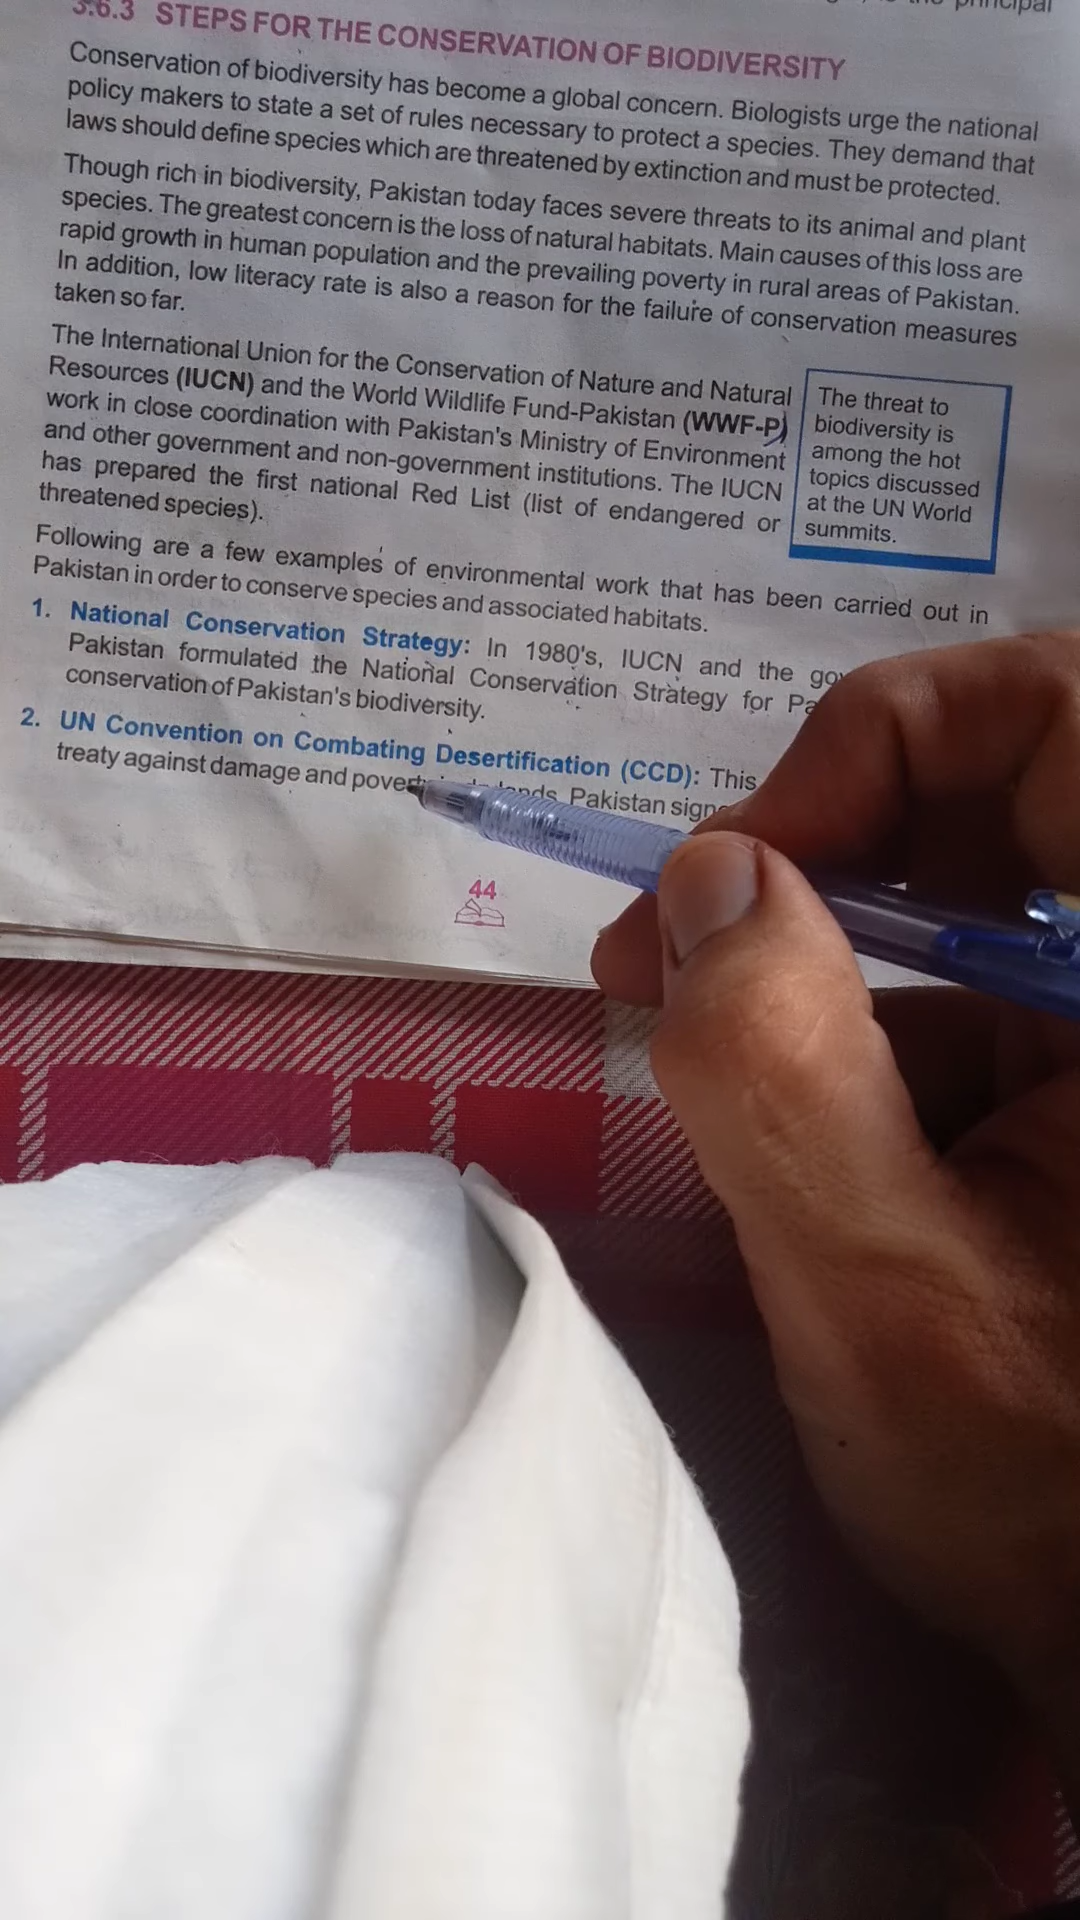 principal
3.6.3 STEPS FOR THE CONSERVATION OF BIODIVERSITY
Conservation of biodiversity has become a global concern. Biologists urge the national
policy makers to state a set of rules necessary to protect a species. They demand that
laws should define species which are threatened by extinction and must be protected.
Though rich in biodiversity, Pakistan today faces severe threats to its animal and plant
species. The greatest concern is the loss of natural habitats. Main causes of this loss are
rapid growth in human population and the prevailing poverty in rural areas of Pakistan.
In addition, low literacy rate is also a reason for the failure of conservation measures
taken so far.
The International Union for the Conservation of Nature and Natural
Resources (IUCN) and the World Wildlife Fund-Pakistan (WWF-P)
work in close coordination with Pakistan's Ministry of Environment
and other government and non-government institutions. The IUCN
has prepared the first national Red List (list of endangered or
threatened species).
The threat to
biodiversity is
among the hot
topics discussed
at the UN World
summits.
Following are a few examples of environmental work that has been carried out in
Pakistan in order to conserve species and associated habitats.
1. National Conservation Strategy: In 1980's, IUCN and the
Pakistan formulated the National Conservation Strategy for
conservation of Pakistan's biodiversity.
2. UN Convention on Combating Desertification (CCD): This
treaty against damage and Pakistan
44